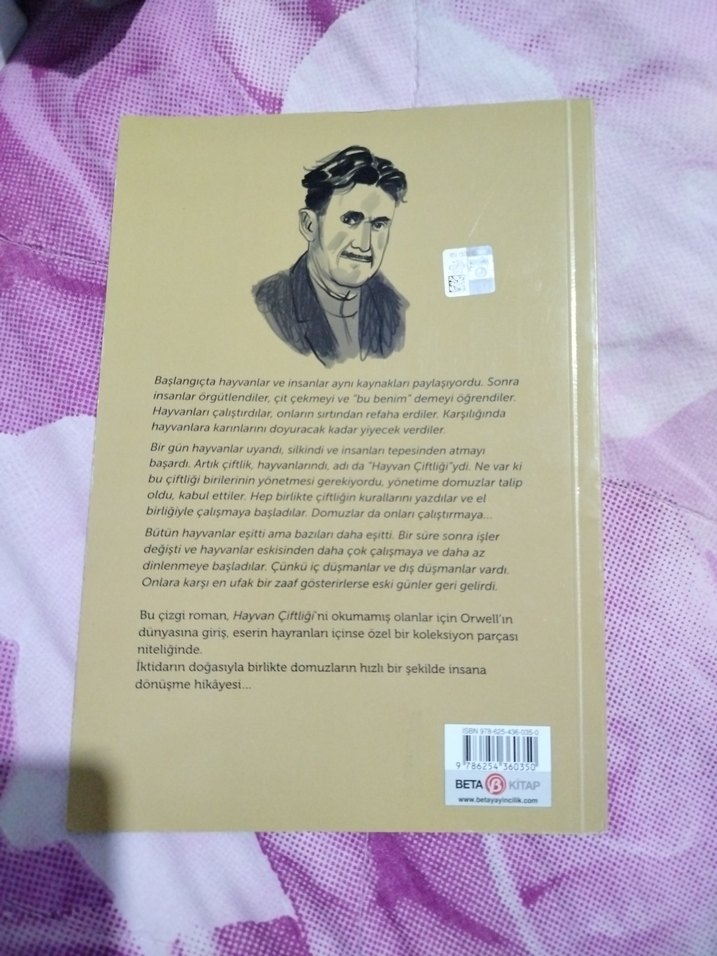 Başlangıçta hayvanlar ve insanlar aynı kaynakları paylaşıyordu. Sonra
insanlar örgütlendiler, çit çekmeyi ve "bu benim" demeyi öğrendiler.
Hayvanları çalıştırdılar, onların sırtından refaha erdiler. Karşılığında
hayvanlara karınlarını doyuracak kadar yiyecek verdiler.
Bir gün hayvanlar uyandı, silkindi ve insanları tepesinden atmayı
başardı. Artık çiftlik, hayvanlarındı, adı da "Hayvan Çiftliği"ydi. Ne var ki
bu çiftliği birilerinin yönetmesi gerekiyordu, yönetime domuzlar talip
oldu, kabul ettiler. Hep birlikte çiftliğin kurallarını yazdılar ve el
birliğiyle çalışmaya başladılar. Domuzlar da onları çalıştırmaya...
Bütün hayvanlar eşitti ama bazıları daha eşitti. Bir süre sonra işler
değişti ve hayvanlar eskisinden daha çok çalışmaya ve daha az
dinlenmeye başladılar. Çünkü iç düşmanlar ve dış düşmanlar vardı.
Onlara karşı en ufak bir zaaf gösterirlerse eski günler geri gelirdi.
Bu çizgi roman, Hayvan Çiftliği'ni okumamış olanlar için Orwell'ın
dünyasına giriş, eserin hayranları içinse özel bir koleksiyon parçası
niteliğinde.
İktidarın doğasıyla birlikte domuzların hızlı bir şekilde insana
dönüşme hikâyesi...
ISBN 978-625-436-035-0
9 786254 360350
BETA B KİTAP
www.betayayincilik.com